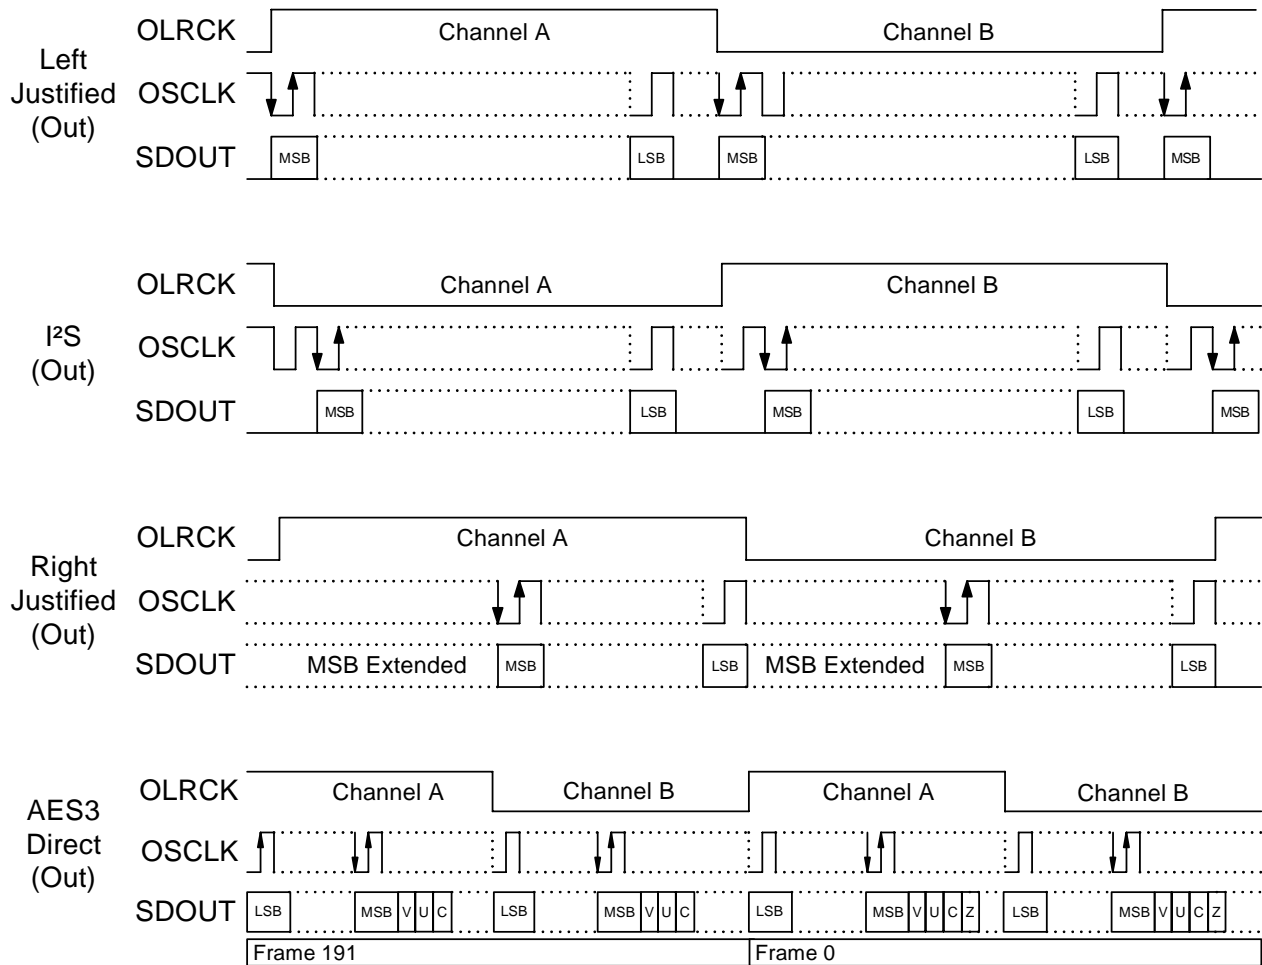 OLRCK Channel A Channel B
Left
Justified
(Out)
OSCLK
SDOUT MSB LSB MSB LSB MSB
OLRCK Channel A Channel B
I²S
(Out)
OSCLK
SDOUT MSB LSB MSB LSB MSB
OLRCK Channel A Channel B
Right
Justified
(Out)
OSCLK
SDOUT MSB Extended MSB LSB MSB Extended MSB LSB
OLRCK Channel A Channel B Channel A Channel B
AES3
Direct
(Out)
OSCLK
SDOUT LSB MSB V U C LSB MSB V U C LSB MSB V U C Z LSB MSB V U C Z
Frame 191 Frame 0